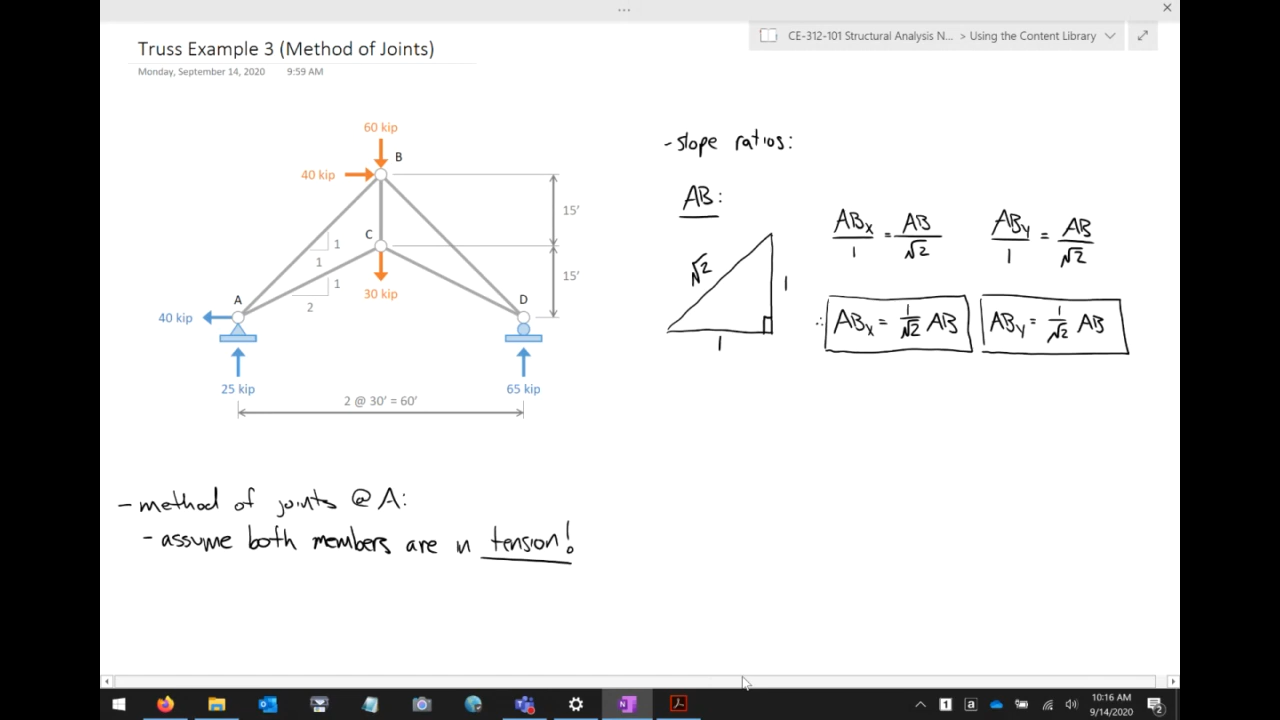 ...
CE-312-101 Structural Analysis N... > Using the Content Library
Truss Example 3 (Method of Joints)
Monday, September 14, 2020 9:59 AM
60 kip
B
40 kip
15'
C
1
1
1
2
30 kip
15'
A
D
40 kip
25 kip
65 kip
2 @ 30' = 60'
- slope ratios:
AB:
√2
1
1
ABx/1 = AB/√2
ABy/1 = AB/√2
∴ ABx = 1/√2 AB
ABy = 1/√2 AB
- method of joints @ A:
- assume both members are in tension!
1
a
10:16 AM
9/14/2020
2